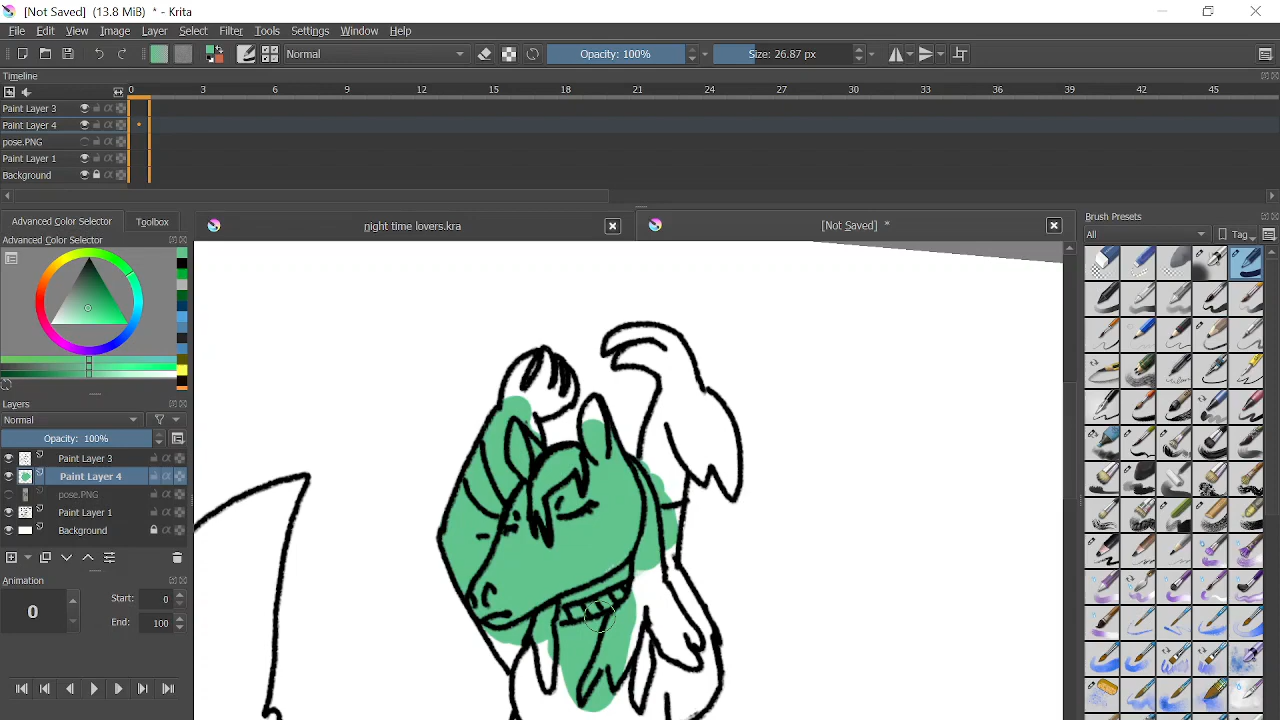 [Not Saved] (13.8 MiB) * - Krita
File Edit View Image Layer Select Filter Tools Settings Window Help
Normal Opacity: 100% Size: 26.87 px
Timeline
0 3 6 9 12 15 18 21 24 27 30 33 36 39 42 45
Paint Layer 3
Paint Layer 4
pose.PNG
Paint Layer 1
Background
Advanced Color Selector Toolbox
Advanced Color Selector
night time lovers.kra
[Not Saved] *
Brush Presets
All Tag
Layers
Normal
Opacity: 100%
Paint Layer 3
Paint Layer 4
pose.PNG
Paint Layer 1
Background
Animation
0
Start: 0
End: 100